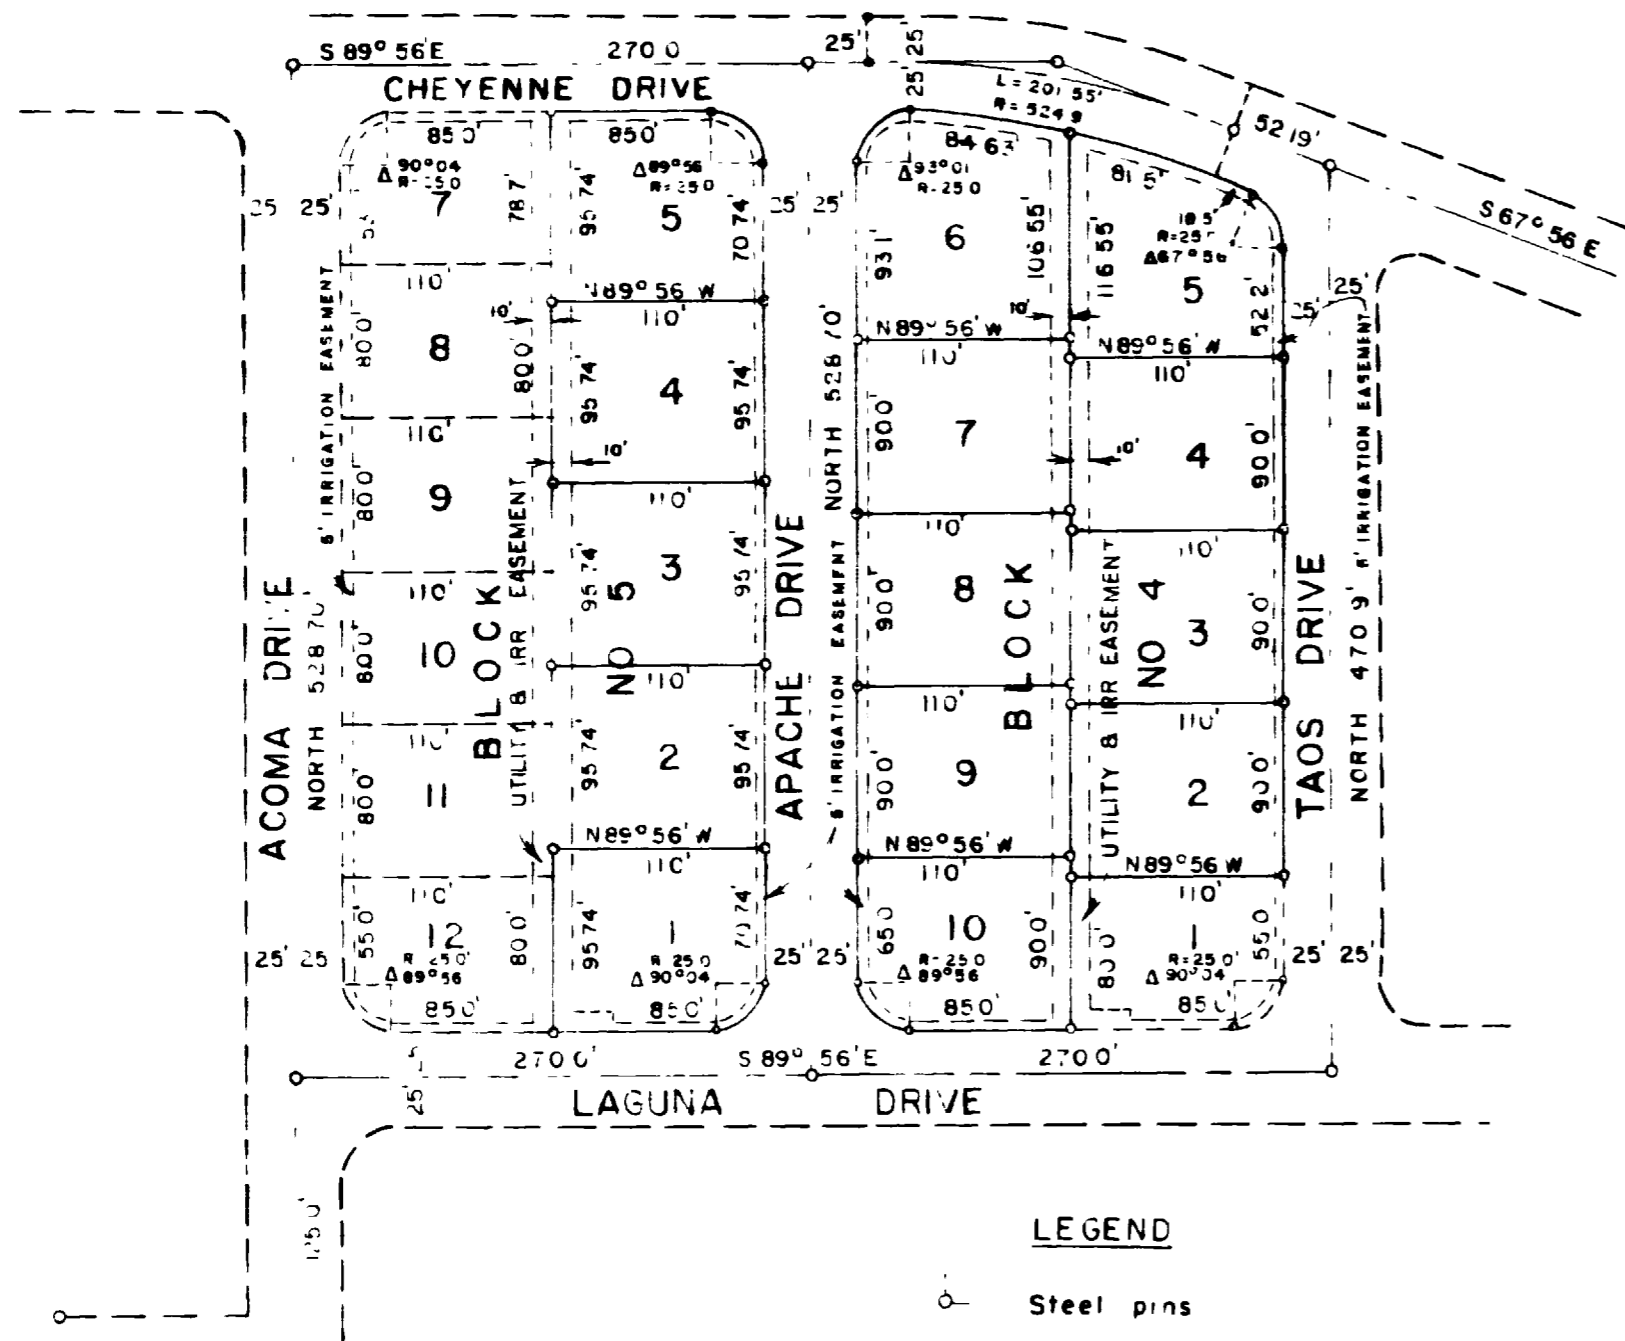 S 89° 56' E
270 0
25'
25'
25'
CHEYENNE DRIVE
L = 201 55'
R = 524 9
52 19'
S 67° 56 E
85 0'
Δ 90° 04
7
78 7'
85 0'
Δ 89° 56
R = 25 0
5
95 74'
70 74'
25'
25'
25'
25'
84 63'
Δ 93° 01
R = 25.0
6
93 1'
106 55'
81 5'
18 5'
Δ 67° 56
5
116 55'
52 2'
25'
110'
N 89° 56 W
110'
10'
N 89° 56' W
110'
10'
N 89° 56' W
110'
8
80 0'
80 0'
4
95 74'
95 74'
7
90 0'
4
90 0'
110'
10'
110'
110'
10'
110'
9
80 0'
3
95 74'
95 74'
8
90 0'
3
90 0'
110'
110'
110'
110'
10
80 0'
2
95 74'
95 74'
9
90 0'
2
90 0'
11
80 0'
N 89° 56' W
110'
N 89° 56' W
110'
N 89° 56 W
110'
110'
12
55 0'
80 0'
R = 25.0'
Δ 89° 56
85 0'
1
95 74'
70 74'
R = 25 0
Δ 90° 04
85 0'
10
65 0
90 0'
R = 25 0
Δ 89° 56
85 0'
1
80 0'
55 0
R = 25.0'
Δ 90° 04
85 0'
25'
25
25'
25'
25'
25'
ACOMA DRIVE
NORTH 528 70'
5' IRRIGATION EASEMENT
BLOCK
NO 5
UTILITY & IRR EASEMENT
APACHE DRIVE
NORTH 528 70'
5' IRRIGATION EASEMENT
BLOCK
NO 4
UTILITY & IRR EASEMENT
TAOS DRIVE
NORTH 470 9'
IRRIGATION EASEMENT
270 0'
S 89° 56' E
270 0'
25'
LAGUNA DRIVE
LEGEND
Steel pins